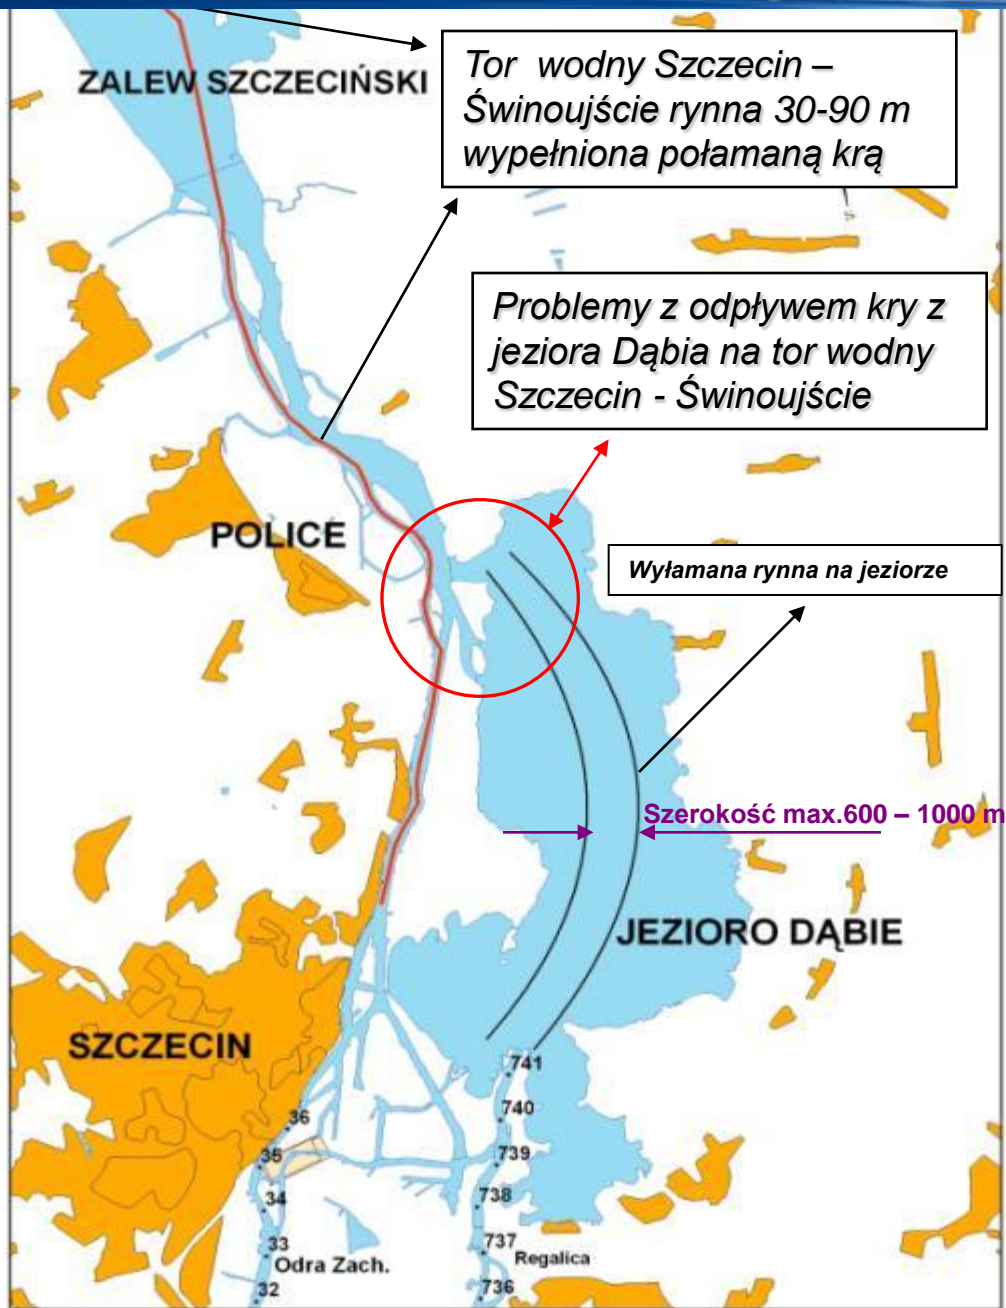 ZALEW SZCZECIŃSKI
Tor wodny Szczecin –
Świnoujście rynna 30-90 m
wypełniona połamaną krą
Problemy z odpływem kry z
jeziora Dąbia na tor wodny
Szczecin - Świnoujście
POLICE
Wyłamana rynna na jeziorze
Szerokość max.600 – 1000 m
JEZIORO DĄBIE
SZCZECIN
741
740
739
738
737
736
Regalica
36
35
34
33
32
Odra Zach.